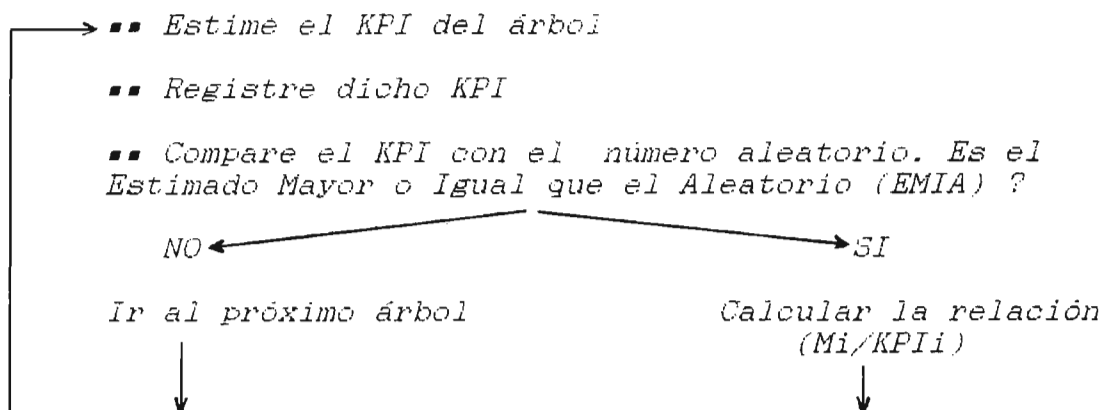 ▪▪ Estime el KPI del árbol
▪▪ Registre dicho KPI
▪▪ Compare el KPI con el número aleatorio. Es el
Estimado Mayor o Igual que el Aleatorio (EMIA) ?
NO
SI
Ir al próximo árbol
Calcular la relación
(Mi/KPIi)